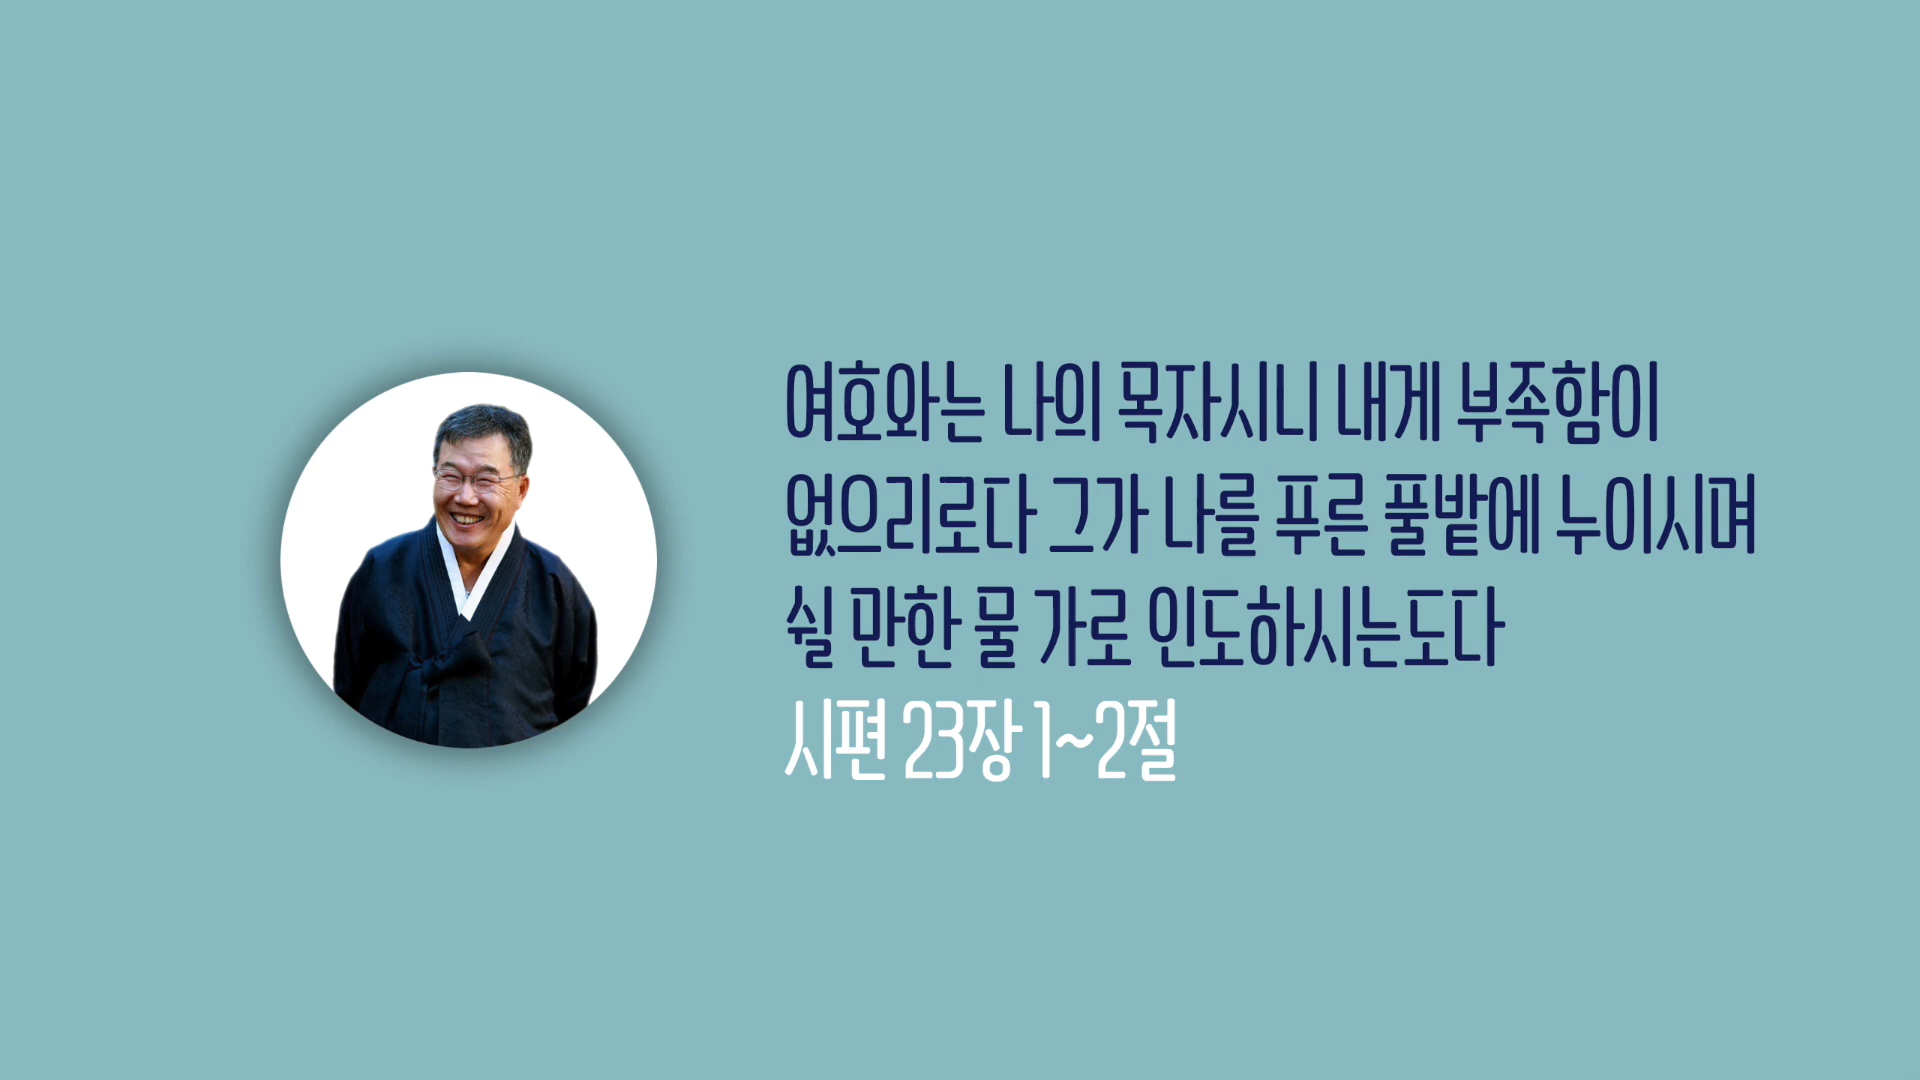 여호와는 나의 목자시니 내게 부족함이
없으리로다 그가 나를 푸른 풀밭에 누이시며
쉴 만한 물 가로 인도하시는도다
시편 23장 1~2절